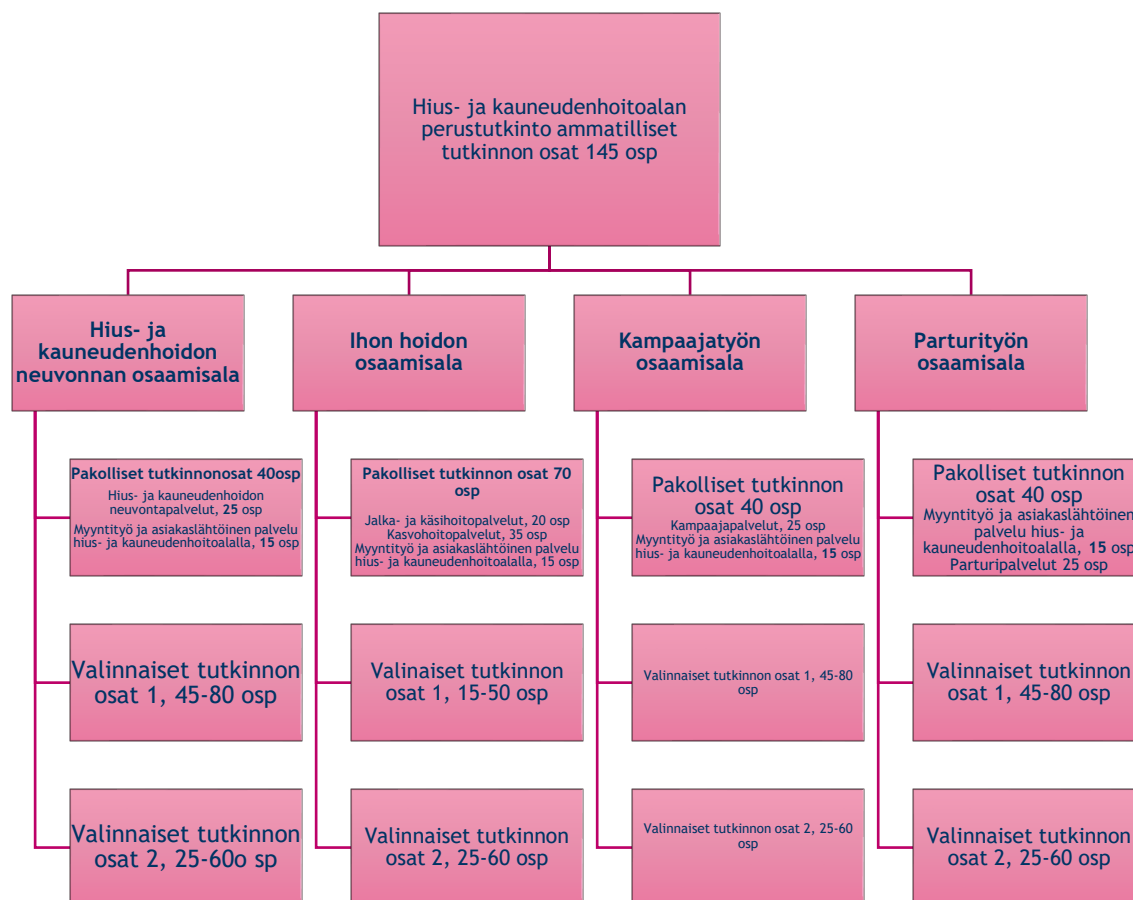 Hius- ja kauneudenhoitoalan
perustutkinto ammatilliset
tutkinnon osat 145 osp
Hius- ja
kauneudenhoidon
neuvonnan osaamisala
Pakolliset tutkinnonosat 40osp
Hius- ja kauneudenhoidon
neuvontapalvelut, 25 osp
Myyntityö ja asiakaslähtöinen palvelu
hius- ja kauneudenhoitoalalla, 15 osp
Valinnaiset tutkinnon
osat 1, 45-80 osp
Valinnaiset tutkinnon
osat 2, 25-60o sp
Ihon hoidon
osaamisala
Pakolliset tutkinnon osat 70
osp
Jalka- ja käsihoitopalvelut, 20 osp
Kasvohoitopalvelut, 35 osp
Myyntityö ja asiakaslähtöinen palvelu
hius- ja kauneudenhoitoalalla, 15 osp
Valinaiset tutkinnon
osat 1, 15-50 osp
Valinnaiset tutkinnon
osat 2, 25-60 osp
Kampaajatyön
osaamisala
Pakolliset tutkinnon
osat 40 osp
Kampaajapalvelut, 25 osp
Myyntityö ja asiakaslähtöinen palvelu
hius- ja kauneudenhoitoalalla, 15 osp
Valinnaiset tutkinnon osat 1, 45-80
osp
Valinnaiset tutkinnon osat 2, 25-60
osp
Parturityön
osaamisala
Pakolliset tutkinnon
osat 40 osp
Myyntityö ja asiakaslähtöinen
palvelu hius- ja
kauneudenhoitoalalla, 15 osp
Parturipalvelut 25 osp
Valinnaiset tutkinnon
osat 1, 45-80 osp
Valinnaiset tutkinnon
osat 2, 25-60 osp